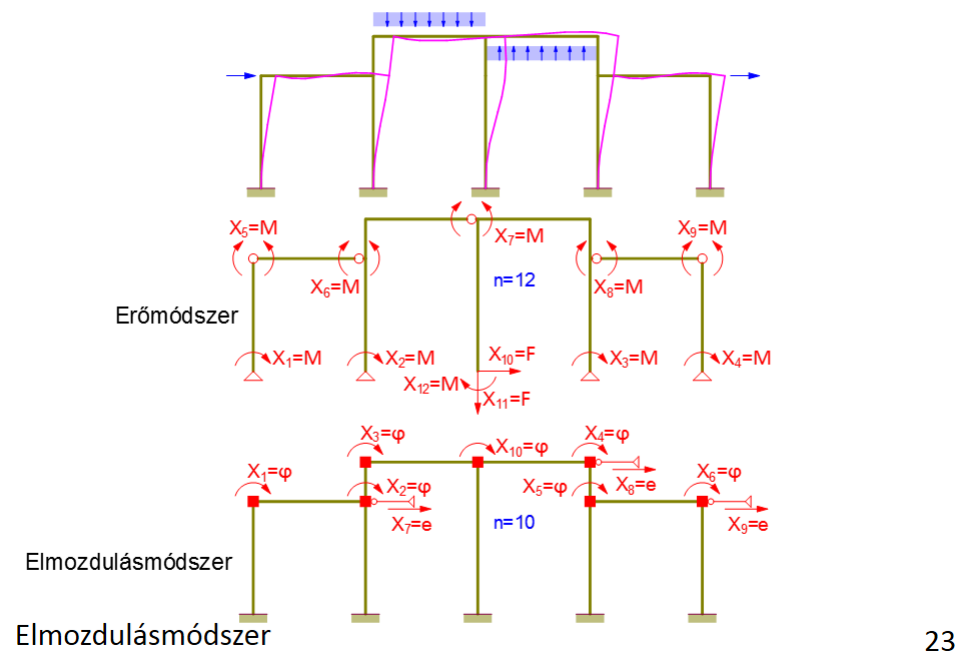 X₅=M
X₇=M
X₉=M
X₆=M
n=12
X₈=M
Erőmódszer
X₁=M
X₂=M
X₁₀=F
X₃=M
X₄=M
X₁₂=M
X₁₁=F
X₃=φ
X₁₀=φ
X₄=φ
X₁=φ
X₂=φ
X₅=φ
X₈=e
X₆=φ
X₇=e
n=10
X₉=e
Elmozdulásmódszer
Elmozdulásmódszer
23